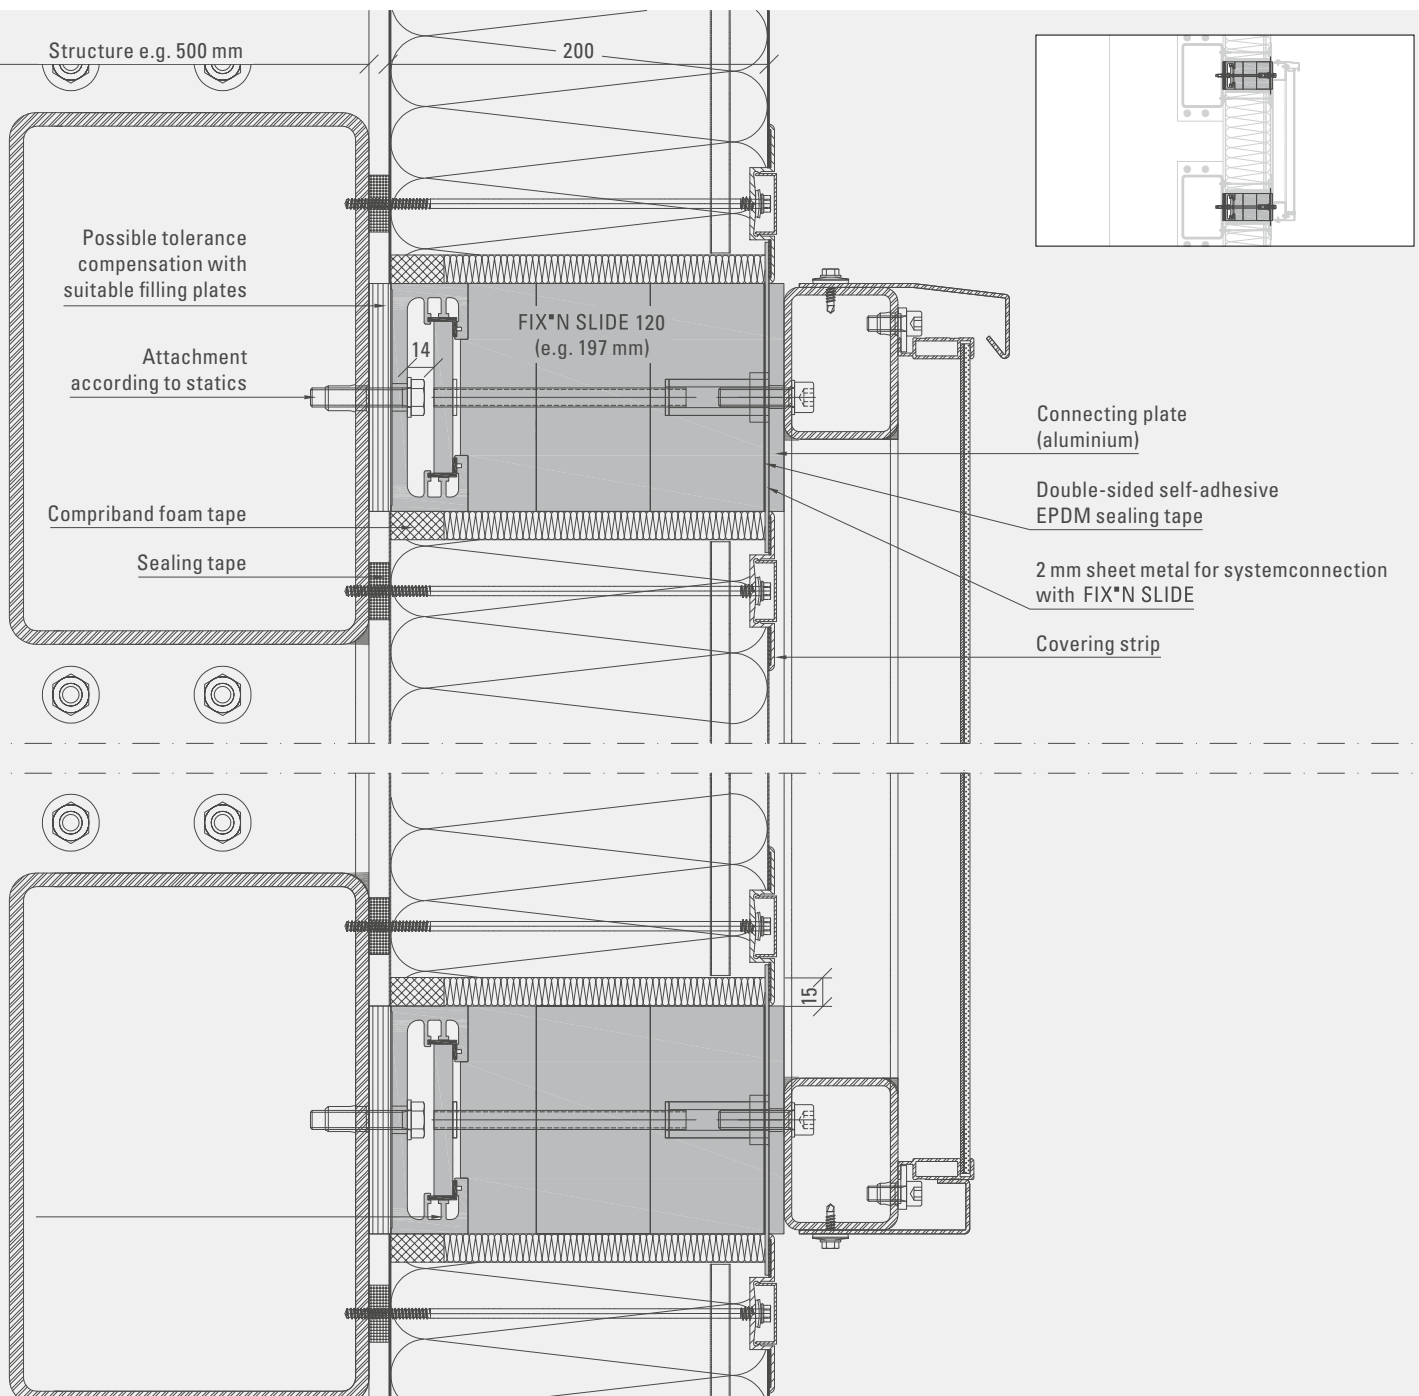 Structure e.g. 500 mm
200
Possible tolerance
compensation with
suitable filling plates
FIX■N SLIDE 120
(e.g. 197 mm)
14
Attachment
according to statics
Connecting plate
(aluminium)
Double-sided self-adhesive
EPDM sealing tape
Compriband foam tape
Sealing tape
2 mm sheet metal for systemconnection
with FIX■N SLIDE
Covering strip
15